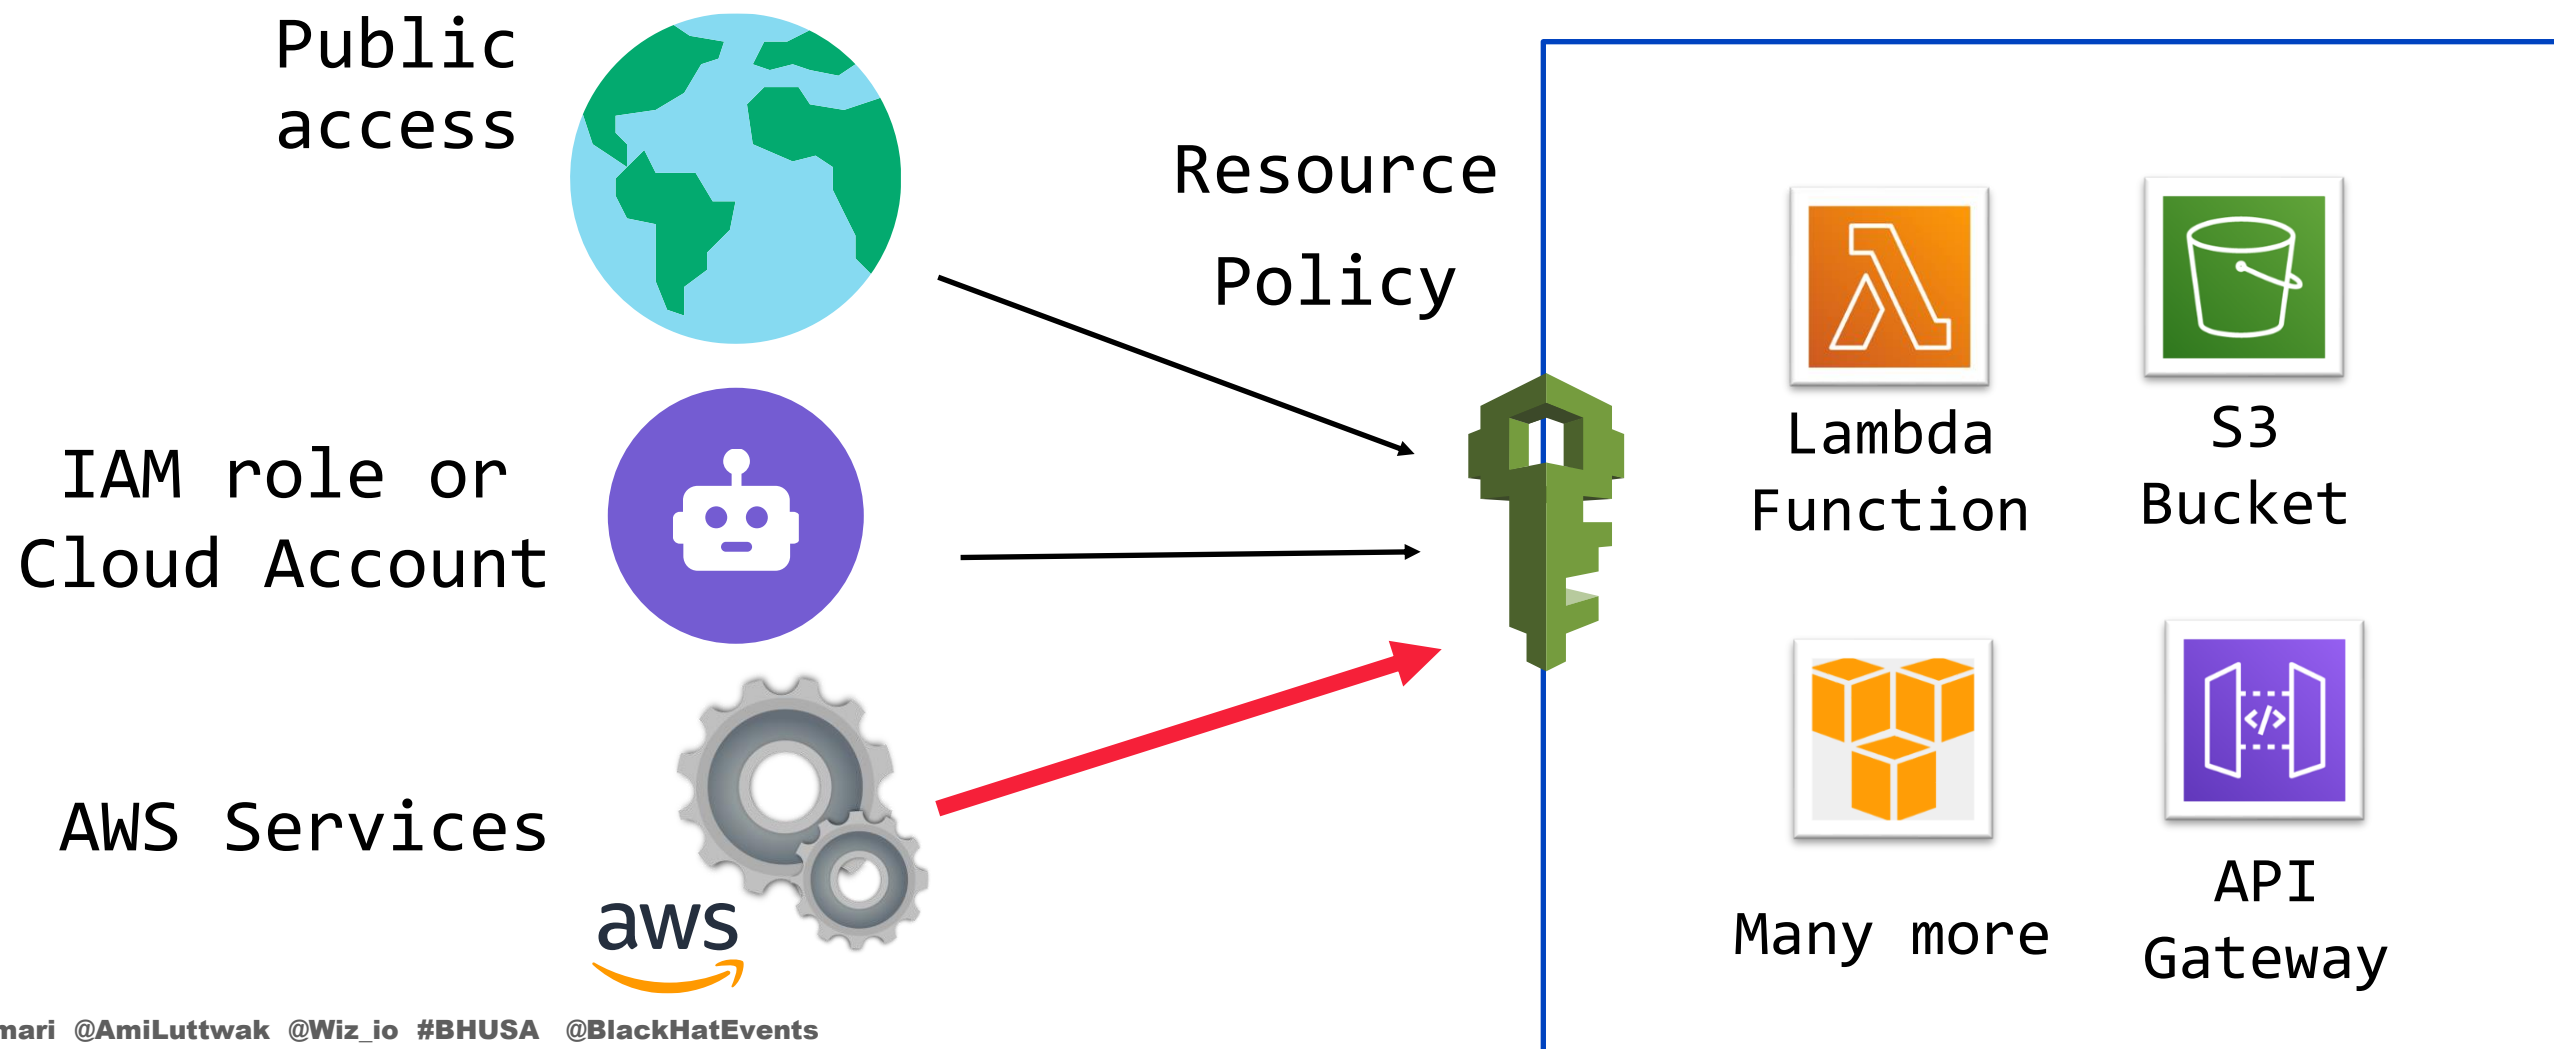 Public
access
Resource
Policy
IAM role or
Cloud Account
AWS Services
aws
Lambda
Function
S3
Bucket
</>
Many more
API
Gateway
@AmiLuttwak @Wiz_io #BHUSA @BlackHatEvents